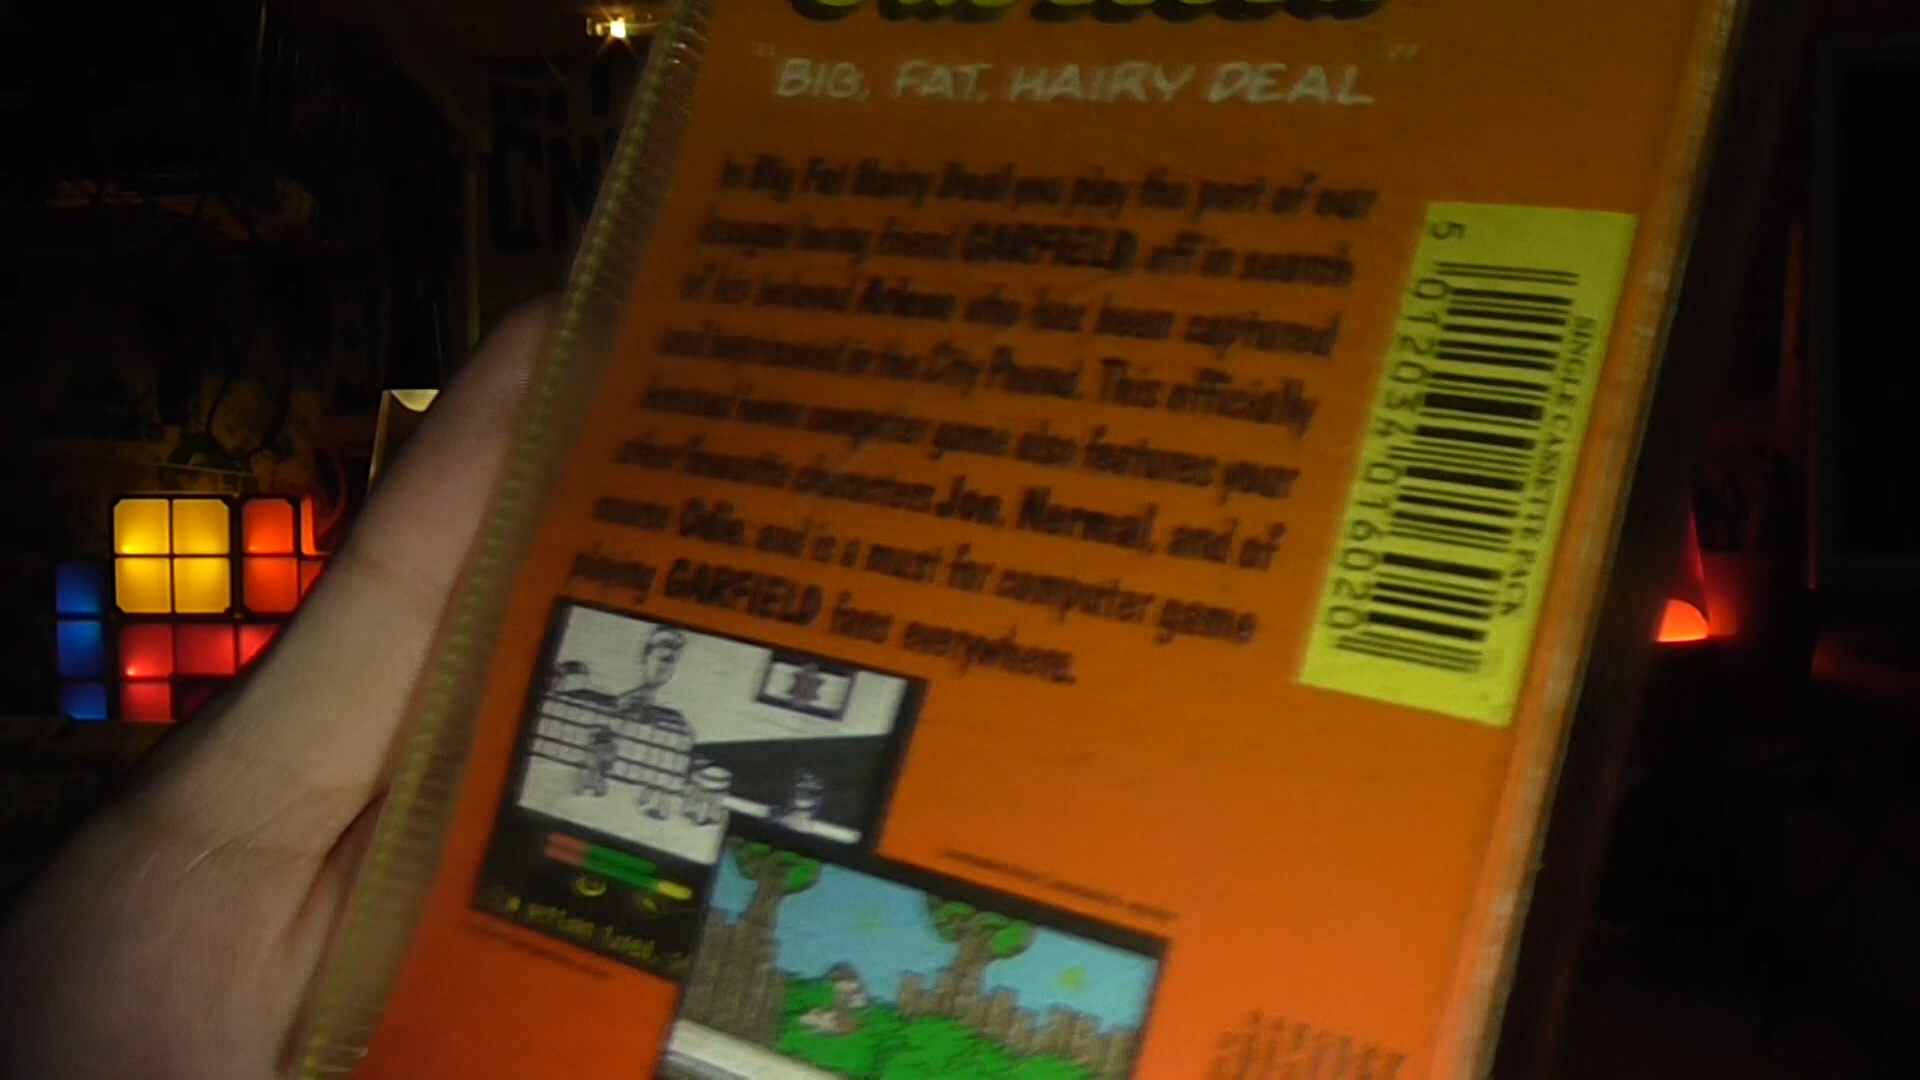 "BIG, FAT, HAIRY DEAL"
In Big Fat Hairy Deal you play the part of our
lasagne loving friend GARFIELD, off in search
of his beloved Arlene who has been captured
and imprisoned in the City Pound. This officially
licensed home computer game also features your
other favourite characters Jon, Nermal, and of
course Odie, and is a must for computer game
playing GARFIELD fans everywhere.
5 012034 016020
SINGLE CASSETTE PACK